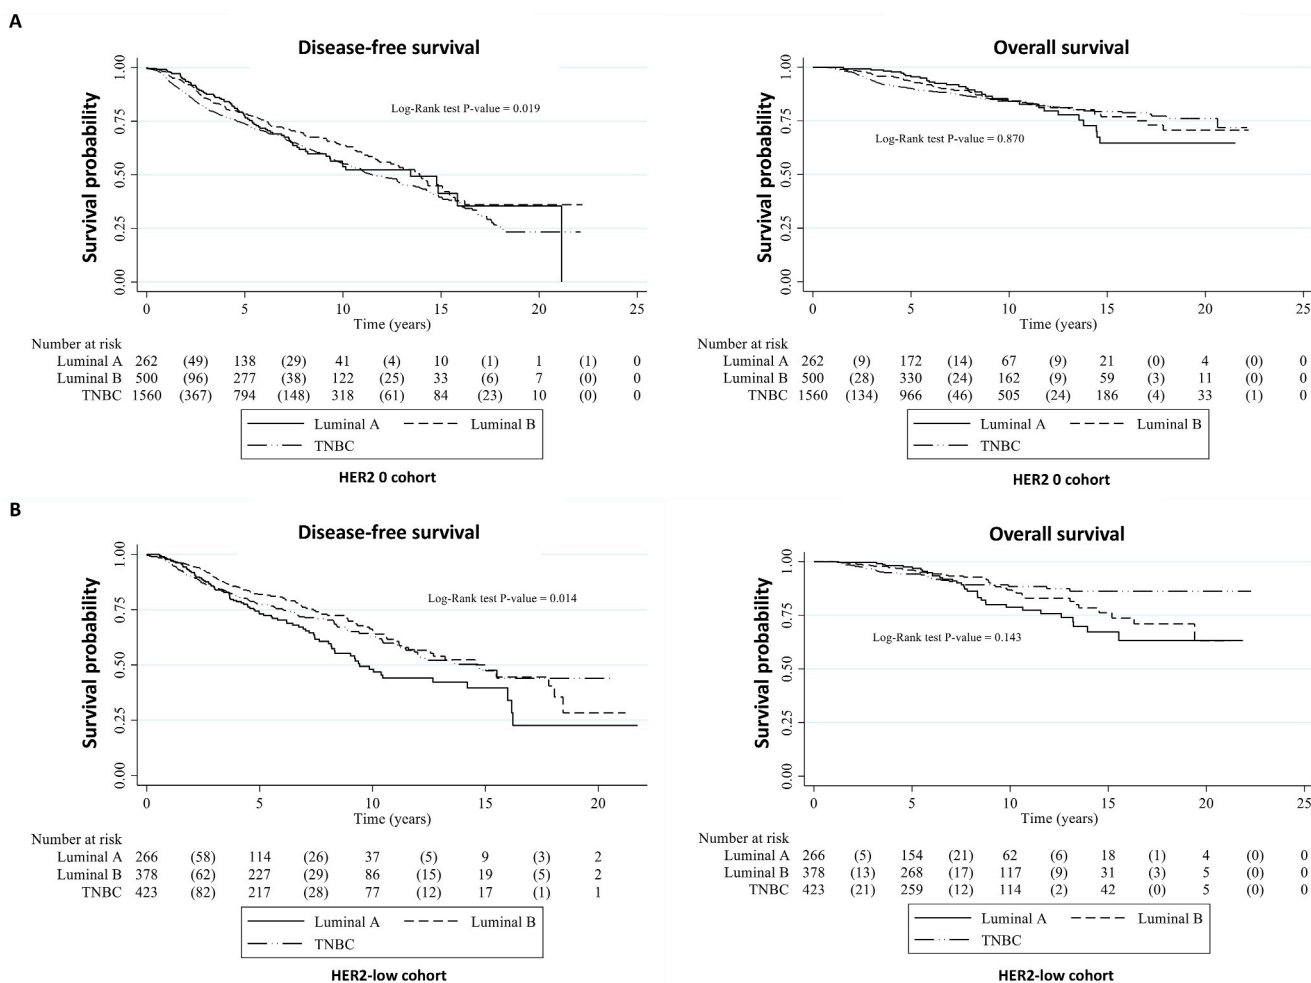 A
Disease-free survival
Survival probability
1.00
0.75
0.50
0.25
0.00
Log-Rank test P-value = 0.019
0 5 10 15 20 25
Time (years)
Number at risk
Luminal A 262 (49) 138 (29) 41 (4) 10 (1) 1 (1) 0
Luminal B 500 (96) 277 (38) 122 (25) 33 (6) 7 (0) 0
TNBC 1560 (367) 794 (148) 318 (61) 84 (23) 10 (0) 0
Luminal A Luminal B
TNBC
HER2 0 cohort
Overall survival
Survival probability
1.00
0.75
0.50
0.25
0.00
Log-Rank test P-value = 0.870
0 5 10 15 20 25
Time (years)
Number at risk
Luminal A 262 (9) 172 (14) 67 (9) 21 (0) 4 (0) 0
Luminal B 500 (28) 330 (24) 162 (9) 59 (3) 11 (0) 0
TNBC 1560 (134) 966 (46) 505 (24) 186 (4) 33 (1) 0
Luminal A Luminal B
TNBC
HER2 0 cohort
B
Disease-free survival
Survival probability
1.00
0.75
0.50
0.25
0.00
Log-Rank test P-value = 0.014
0 5 10 15 20
Time (years)
Number at risk
Luminal A 266 (58) 114 (26) 37 (5) 9 (3) 2
Luminal B 378 (62) 227 (29) 86 (15) 19 (5) 2
TNBC 423 (82) 217 (28) 77 (12) 17 (1) 1
Luminal A Luminal B
TNBC
HER2-low cohort
Overall survival
Survival probability
1.00
0.75
0.50
0.25
0.00
Log-Rank test P-value = 0.143
0 5 10 15 20 25
Time (years)
Number at risk
Luminal A 266 (5) 154 (21) 62 (6) 18 (1) 4 (0) 0
Luminal B 378 (13) 268 (17) 117 (9) 31 (3) 5 (0) 0
TNBC 423 (21) 259 (12) 114 (2) 42 (0) 5 (0) 0
Luminal A Luminal B
TNBC
HER2-low cohort